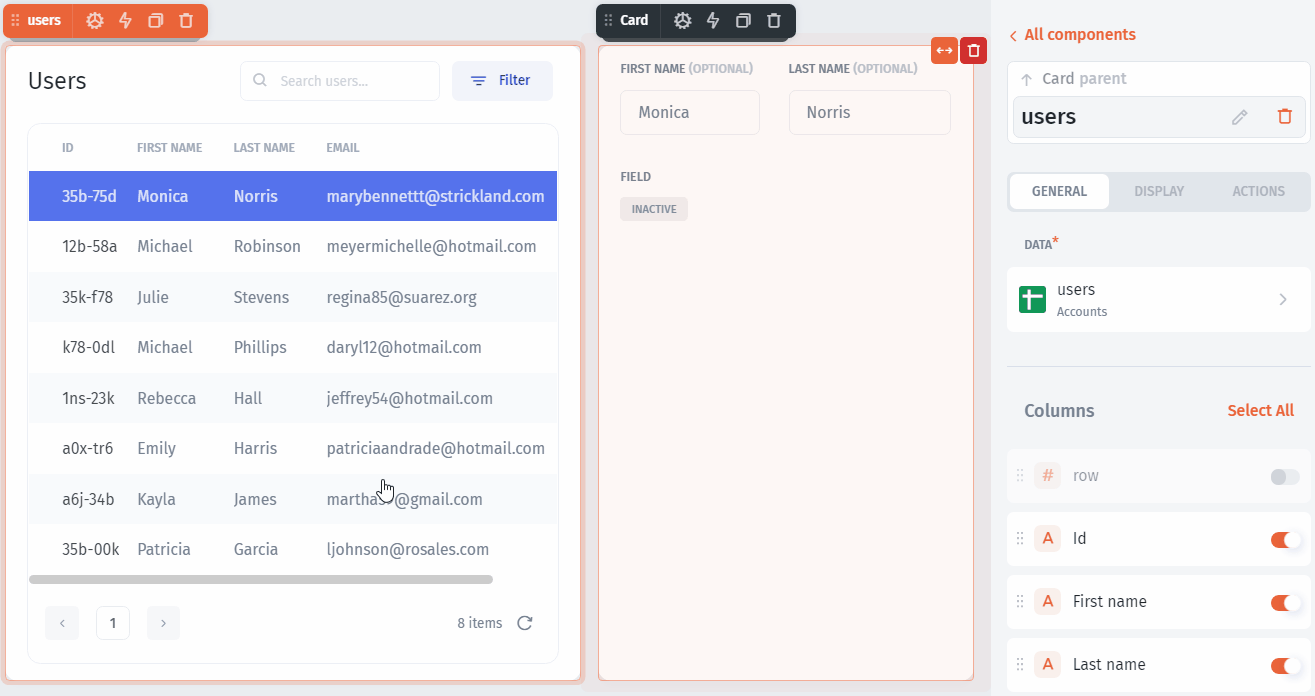 users
Users
Search users...
Filter
ID FIRST NAME LAST NAME EMAIL
35b-75d Monica Norris marybennettt@strickland.com
12b-58a Michael Robinson meyermichelle@hotmail.com
35k-f78 Julie Stevens regina85@suarez.org
k78-0dl Michael Phillips daryl12@hotmail.com
1ns-23k Rebecca Hall jeffrey54@hotmail.com
a0x-tr6 Emily Harris patriciaandrade@hotmail.com
a6j-34b Kayla James
35b-00k Patricia Garcia ljohnson@rosales.com
1
8 items
Card
FIRST NAME (OPTIONAL) LAST NAME (OPTIONAL)
Monica Norris
FIELD
INACTIVE
All components
Card parent
users
GENERAL DISPLAY ACTIONS
DATA*
users
Accounts
Columns Select All
# row
A Id
A First name
A Last name